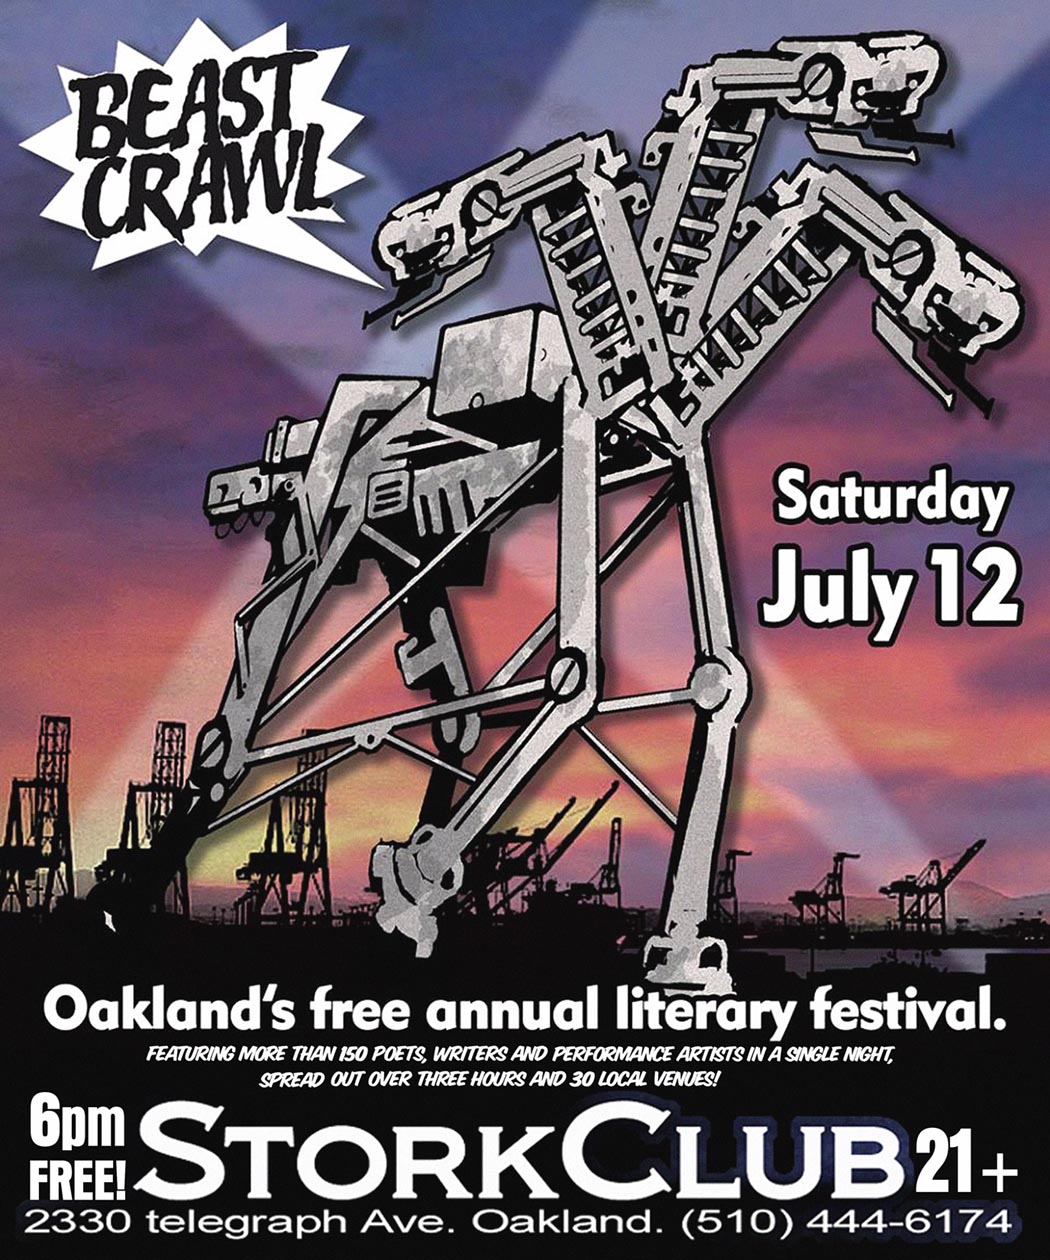 BEAST
CRAWL
Saturday
July 12
Oakland's free annual literary festival.
FEATURING MORE THAN 150 POETS, WRITERS AND PERFORMANCE ARTISTS IN A SINGLE NIGHT,
SPREAD OUT OVER THREE HOURS AND 30 LOCAL VENUES!
6pm
FREE!
STORKCLUB
21+
2330 telegraph Ave. Oakland. (510) 444-6174